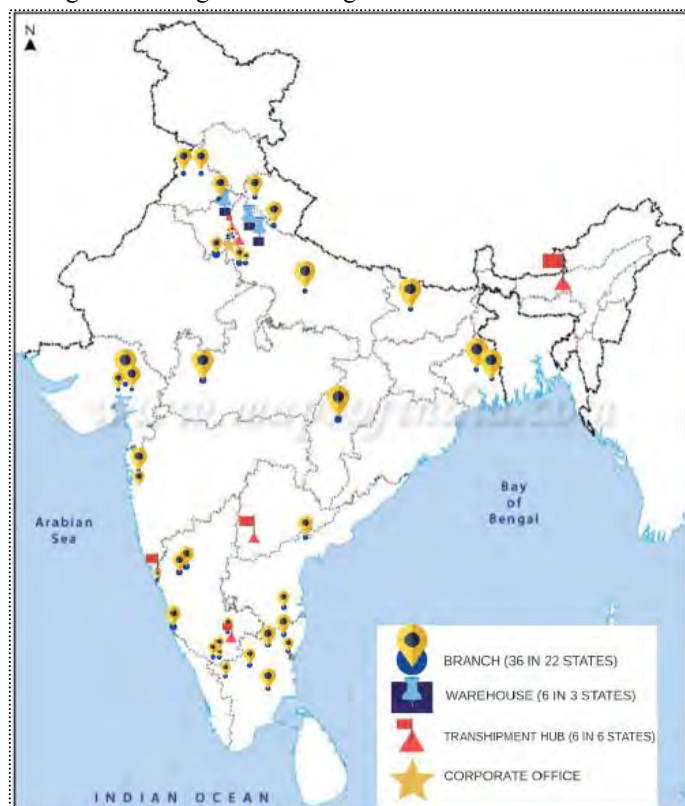 N
Arabian
Sea
Bay
of
Bengal
BRANCH (36 IN 22 STATES)
WAREHOUSE (6 IN 3 STATES)
TRANSHIPMENT HUB (6 IN 6 STATES)
CORPORATE OFFICE
INDIAN OCEAN